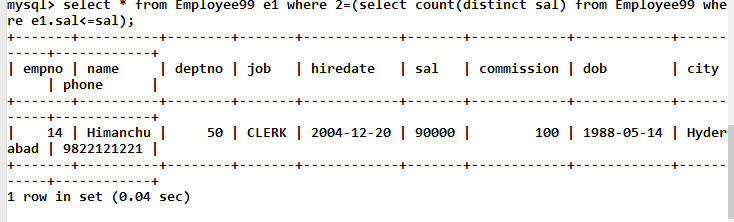 mysql> select * from Employee99 e1 where 2=(select count(distinct sal) from Employee99 whe
re e1.sal<=sal);
+-------+----------+--------+-------+------------+-------+------------+------------+------
-----+------------+
| empno | name     | deptno | job   | hiredate   | sal   | commission | dob        | city
     | phone      |
+-------+----------+--------+-------+------------+-------+------------+------------+------
-----+------------+
|    14 | Himanchu |     50 | CLERK | 2004-12-20 | 90000 |        100 | 1988-05-14 | Hyder
abad | 9822121221 |
+-------+----------+--------+-------+------------+-------+------------+------------+------
-----+------------+
1 row in set (0.04 sec)